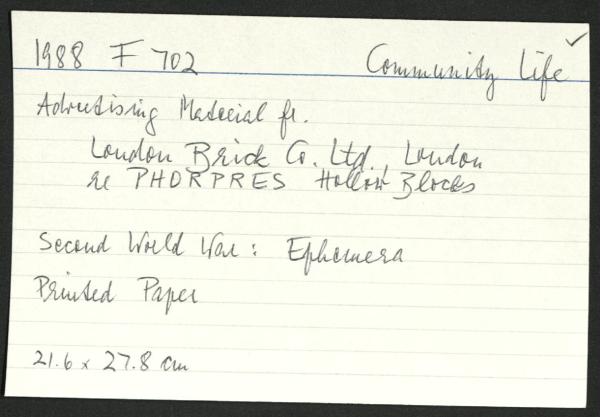 1988 F 702 Community Life ✓
Advertising Material fr.
London Brick Co. Ltd., London
re PHORPRES Hollow Blocks
Second World War: Ephemera
Printed Paper
21.6 x 27.8 cm